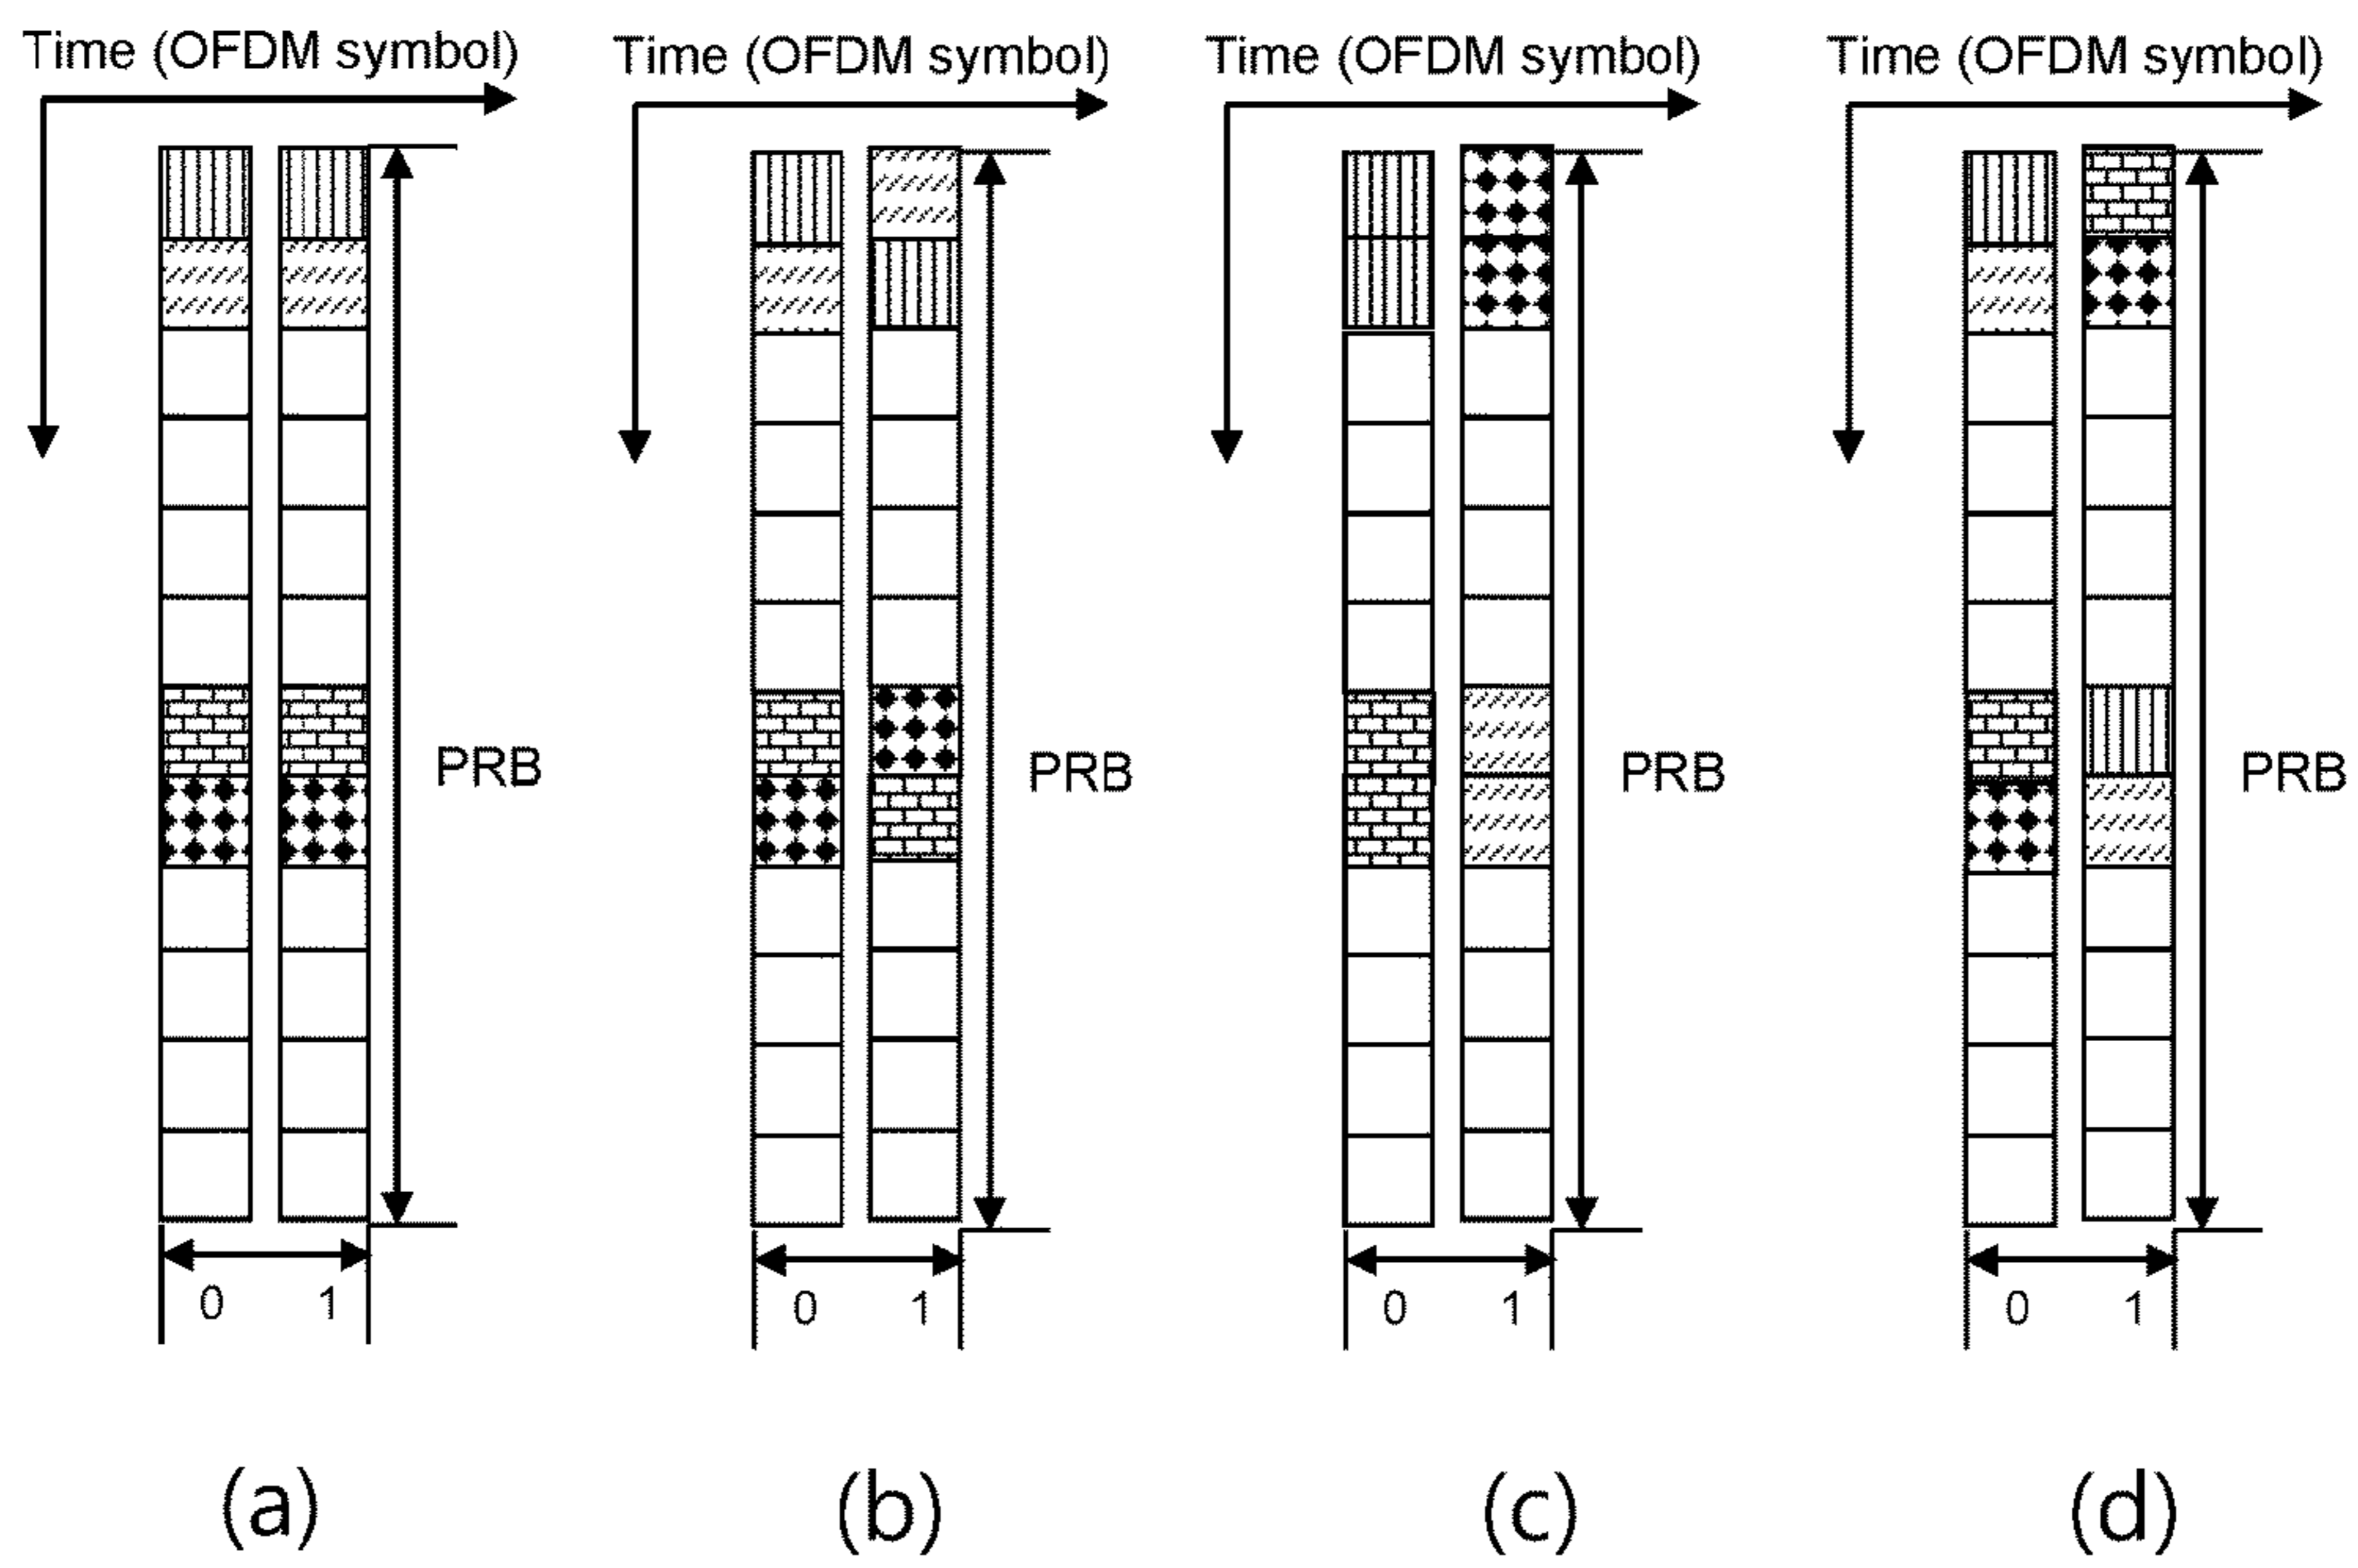 Time (OFDM symbol) Time (OFDM symbol) Time (OFDM symbol) Time (OFDM symbol)
PRB PRB PRB PRB
0 1 0 1 0 1 0 1
(a) (b) (c) (d)